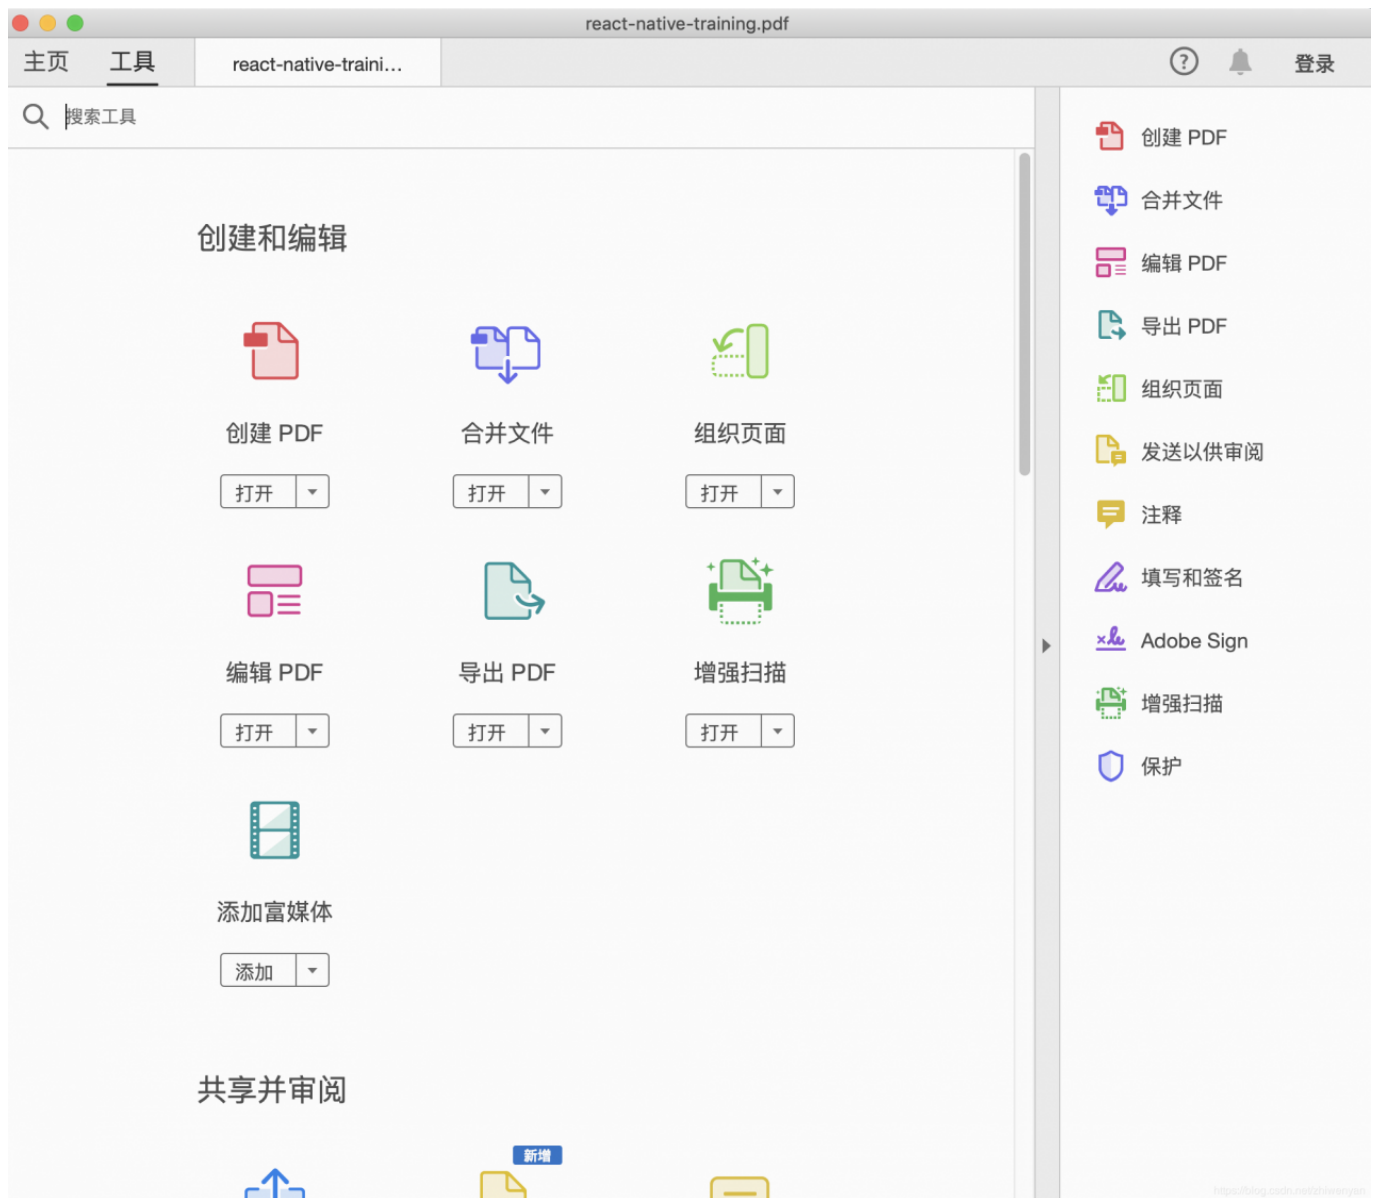 react-native-training.pdf
主页
工具
react-native-traini...
登录
搜索工具
创建和编辑
创建 PDF
合并文件
组织页面
打开
打开
打开
编辑 PDF
导出 PDF
增强扫描
打开
打开
打开
添加富媒体
添加
共享并审阅
新增
创建 PDF
合并文件
编辑 PDF
导出 PDF
组织页面
发送以供审阅
注释
填写和签名
Adobe Sign
增强扫描
保护